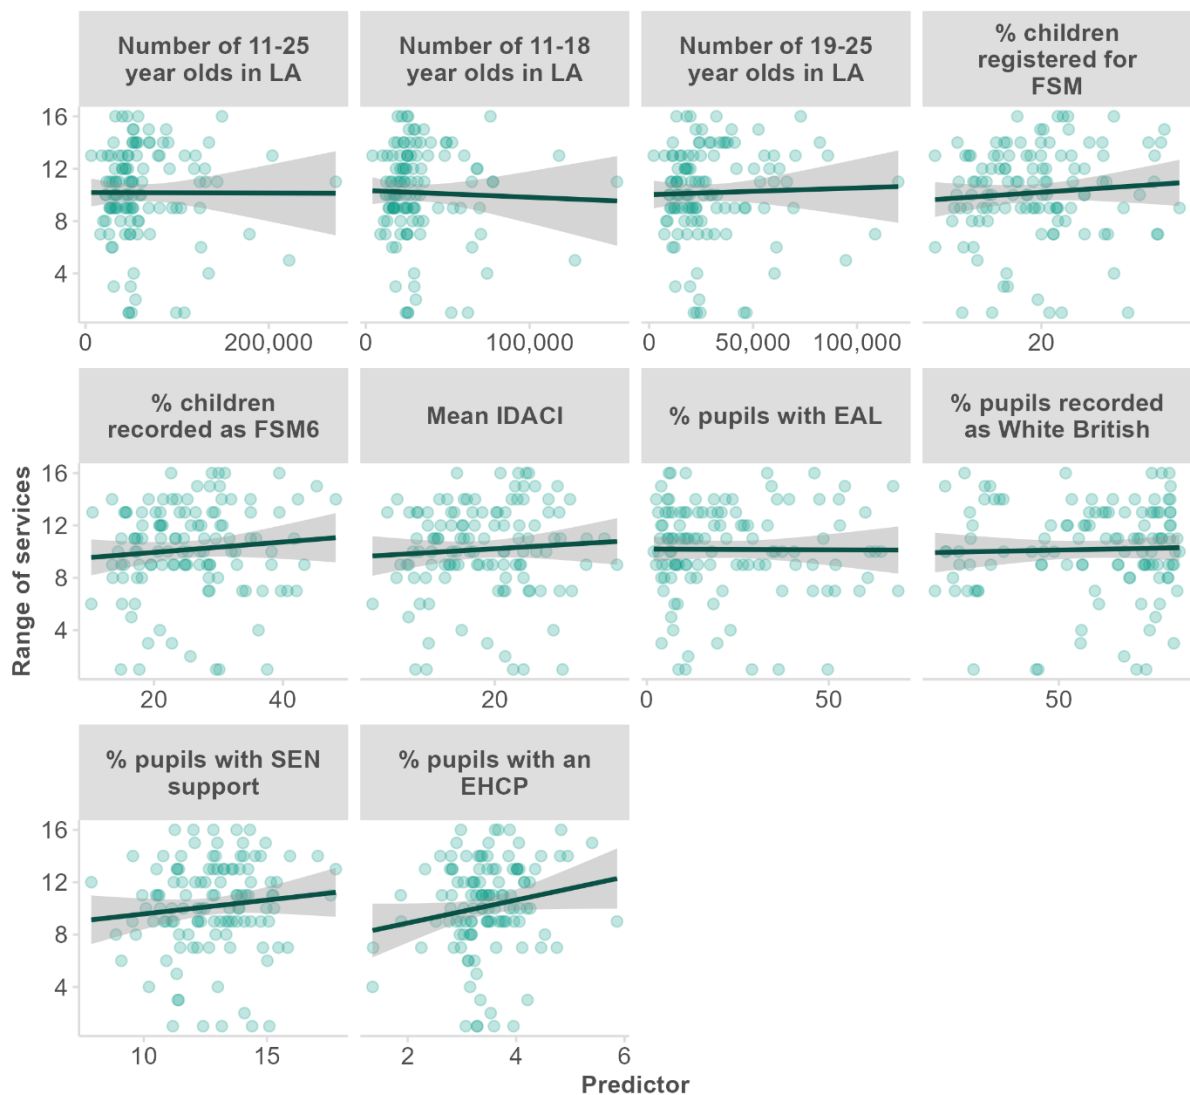 Number of 11-25
year olds in LA
Number of 11-18
year olds in LA
Number of 19-25
year olds in LA
% children
registered for
FSM
16
12
8
4
0
200,000
0
100,000
0
50,000
100,000
20
% children
recorded as FSM6
Mean IDACI
% pupils with EAL
% pupils recorded
as White British
Range of services
16
12
8
4
20
40
20
0
50
50
% pupils with SEN
support
% pupils with an
EHCP
16
12
8
4
10
15
2
4
6
Predictor